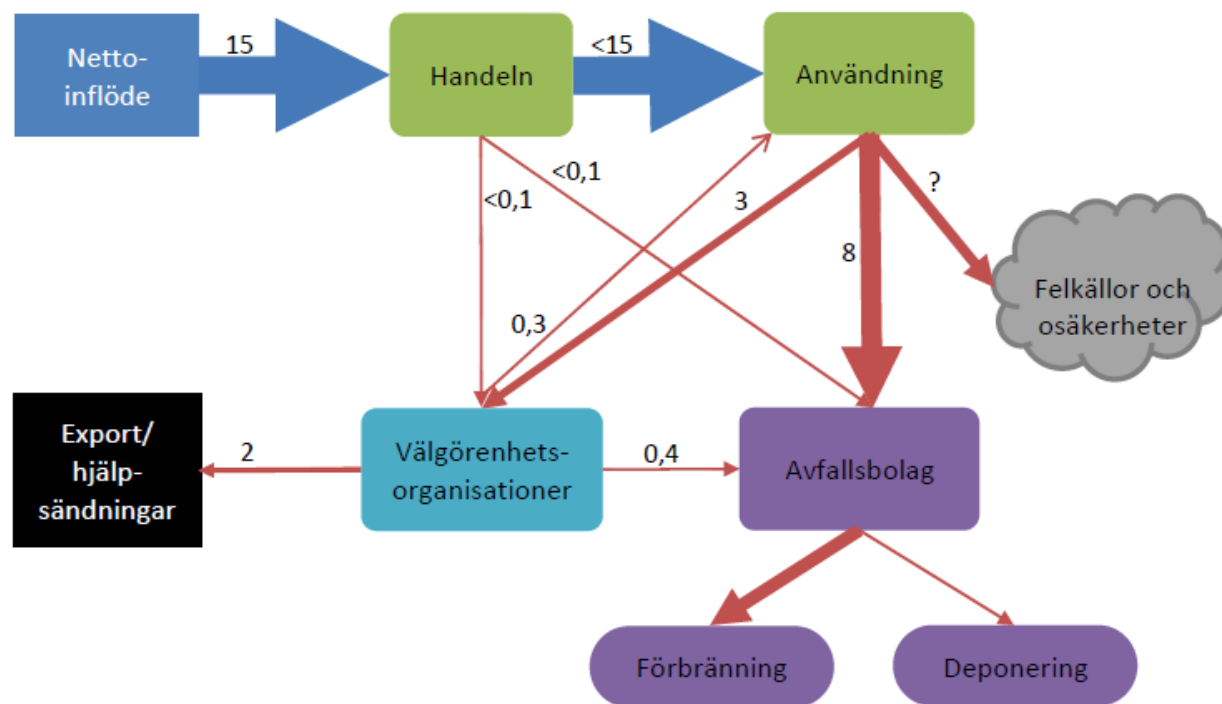 Netto-
inflöde
15
Handeln
<15
Användning
<0,1
<0,1
3
?
8
0,3
Felkällor och
osäkerheter
Export/
hjälp-
sändningar
2
Välgörenhets-
organisationer
0,4
Avfallsbolag
Förbränning
Deponering